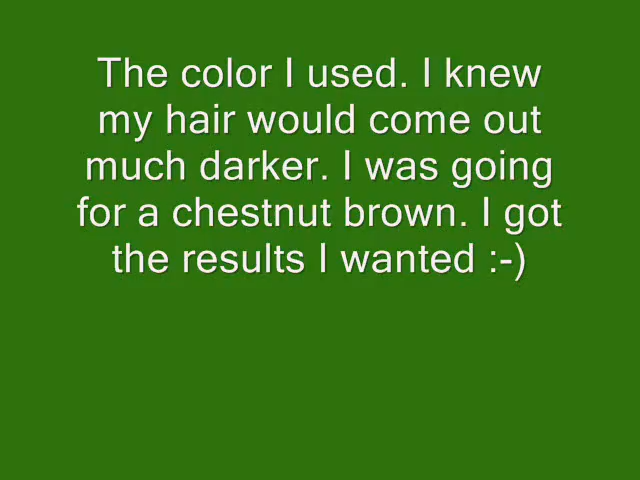 The color I used. I knew
my hair would come out
much darker. I was going
for a chestnut brown. I got
the results I wanted :-)